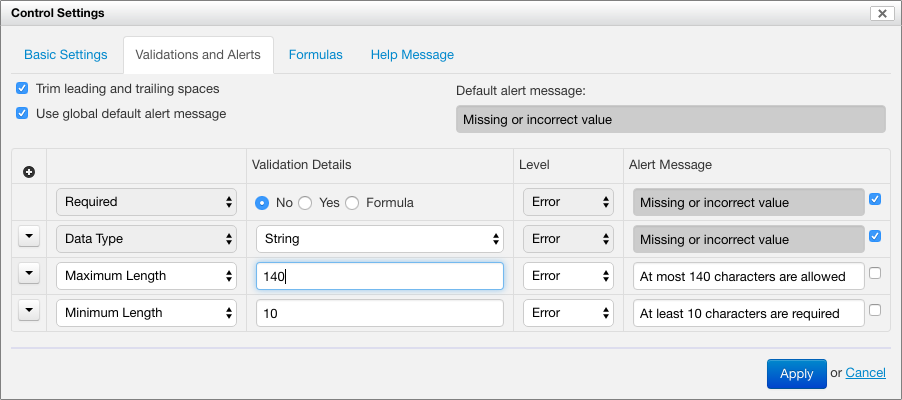 Control Settings
Basic Settings Validations and Alerts Formulas Help Message
Trim leading and trailing spaces
Default alert message:
Use global default alert message
Missing or incorrect value
Validation Details Level Alert Message
Required No Yes Formula Error Missing or incorrect value
Data Type String Error Missing or incorrect value
Maximum Length 140 Error At most 140 characters are allowed
Minimum Length 10 Error At least 10 characters are required
Apply or Cancel